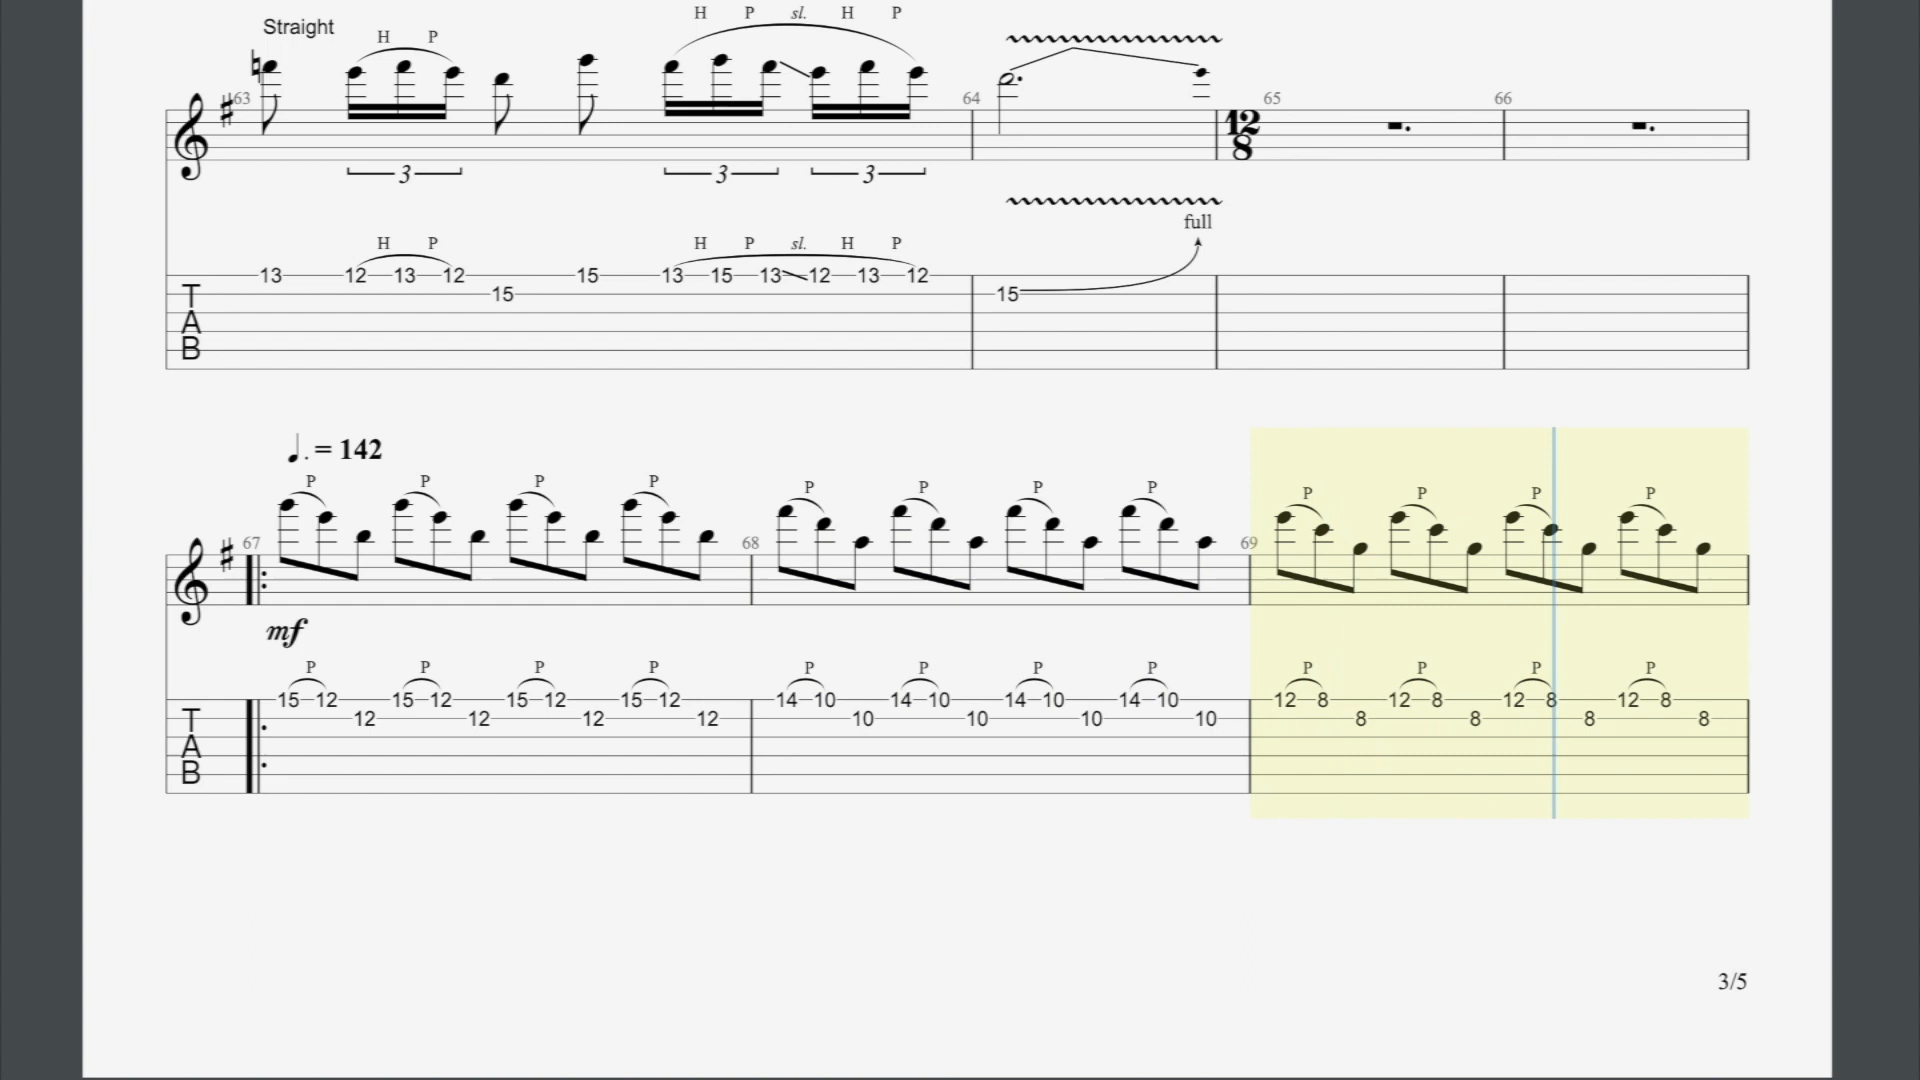 H P sl. H P
Straight
H P
63 64 65 66
12
8
3 3 3
full
H P H P sl. H P
13 12 13 12 15 13 15 13 12 13 12
15 15
T
A
B
= 142
P P P P P P P P P P P P
67 68 69
mf
P P P P P P P P P P P P
15 12 15 12 15 12 15 12 14 10 14 10 14 10 14 10 12 8 12 8 12 8 12 8
12 12 12 12 10 10 10 10 8 8 8 8
T
A
B
3/5